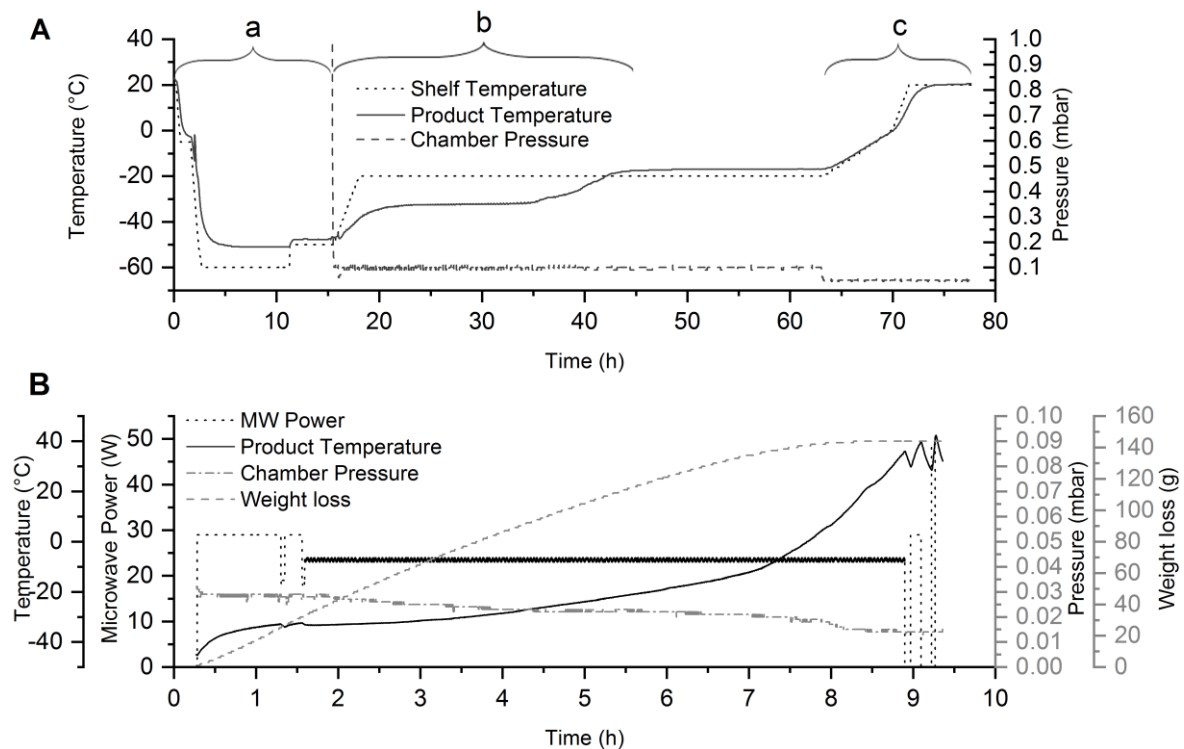 A
a
b
c
Shelf Temperature
Product Temperature
Chamber Pressure
Temperature (°C)
40
20
0
-20
-40
-60
Pressure (mbar)
1.0
0.9
0.8
0.7
0.6
0.5
0.4
0.3
0.2
0.1
0 10 20 30 40 50 60 70 80
Time (h)
B
MW Power
Product Temperature
Chamber Pressure
Weight loss
Temperature (°C)
40
20
0
-20
-40
Microwave Power (W)
50
40
30
20
10
0
Pressure (mbar)
0.10
0.09
0.08
0.07
0.06
0.05
0.04
0.03
0.02
0.01
0.00
Weight loss (g)
160
140
120
100
80
60
40
20
0
0 1 2 3 4 5 6 7 8 9 10
Time (h)